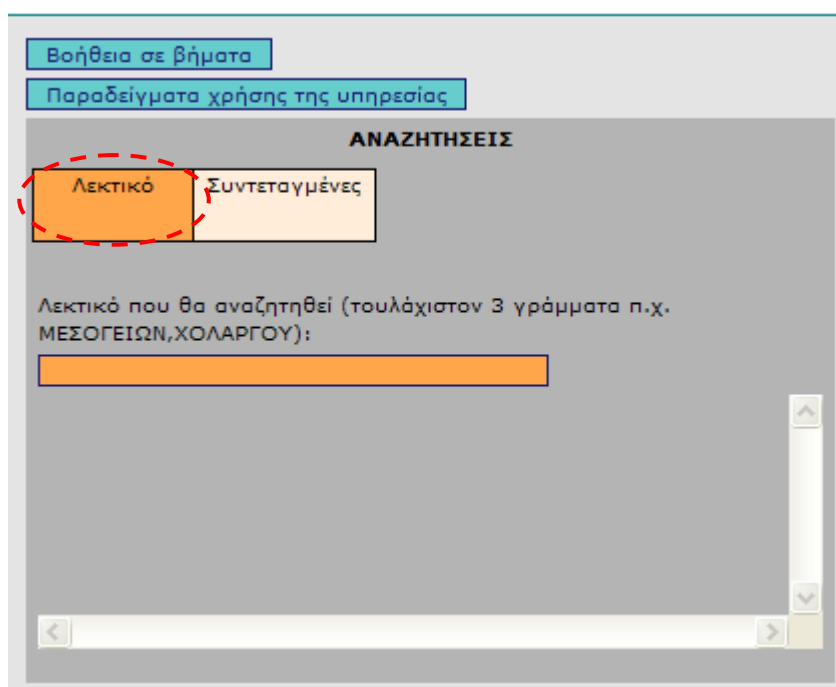 Βοήθεια σε βήματα
Παραδείγματα χρήσης της υπηρεσίας
ΑΝΑΖΗΤΗΣΕΙΣ
Λεκτικό Συντεταγμένες
Λεκτικό που θα αναζητηθεί (τουλάχιστον 3 γράμματα π.χ.
ΜΕΣΟΓΕΙΩΝ,ΧΟΛΑΡΓΟΥ):